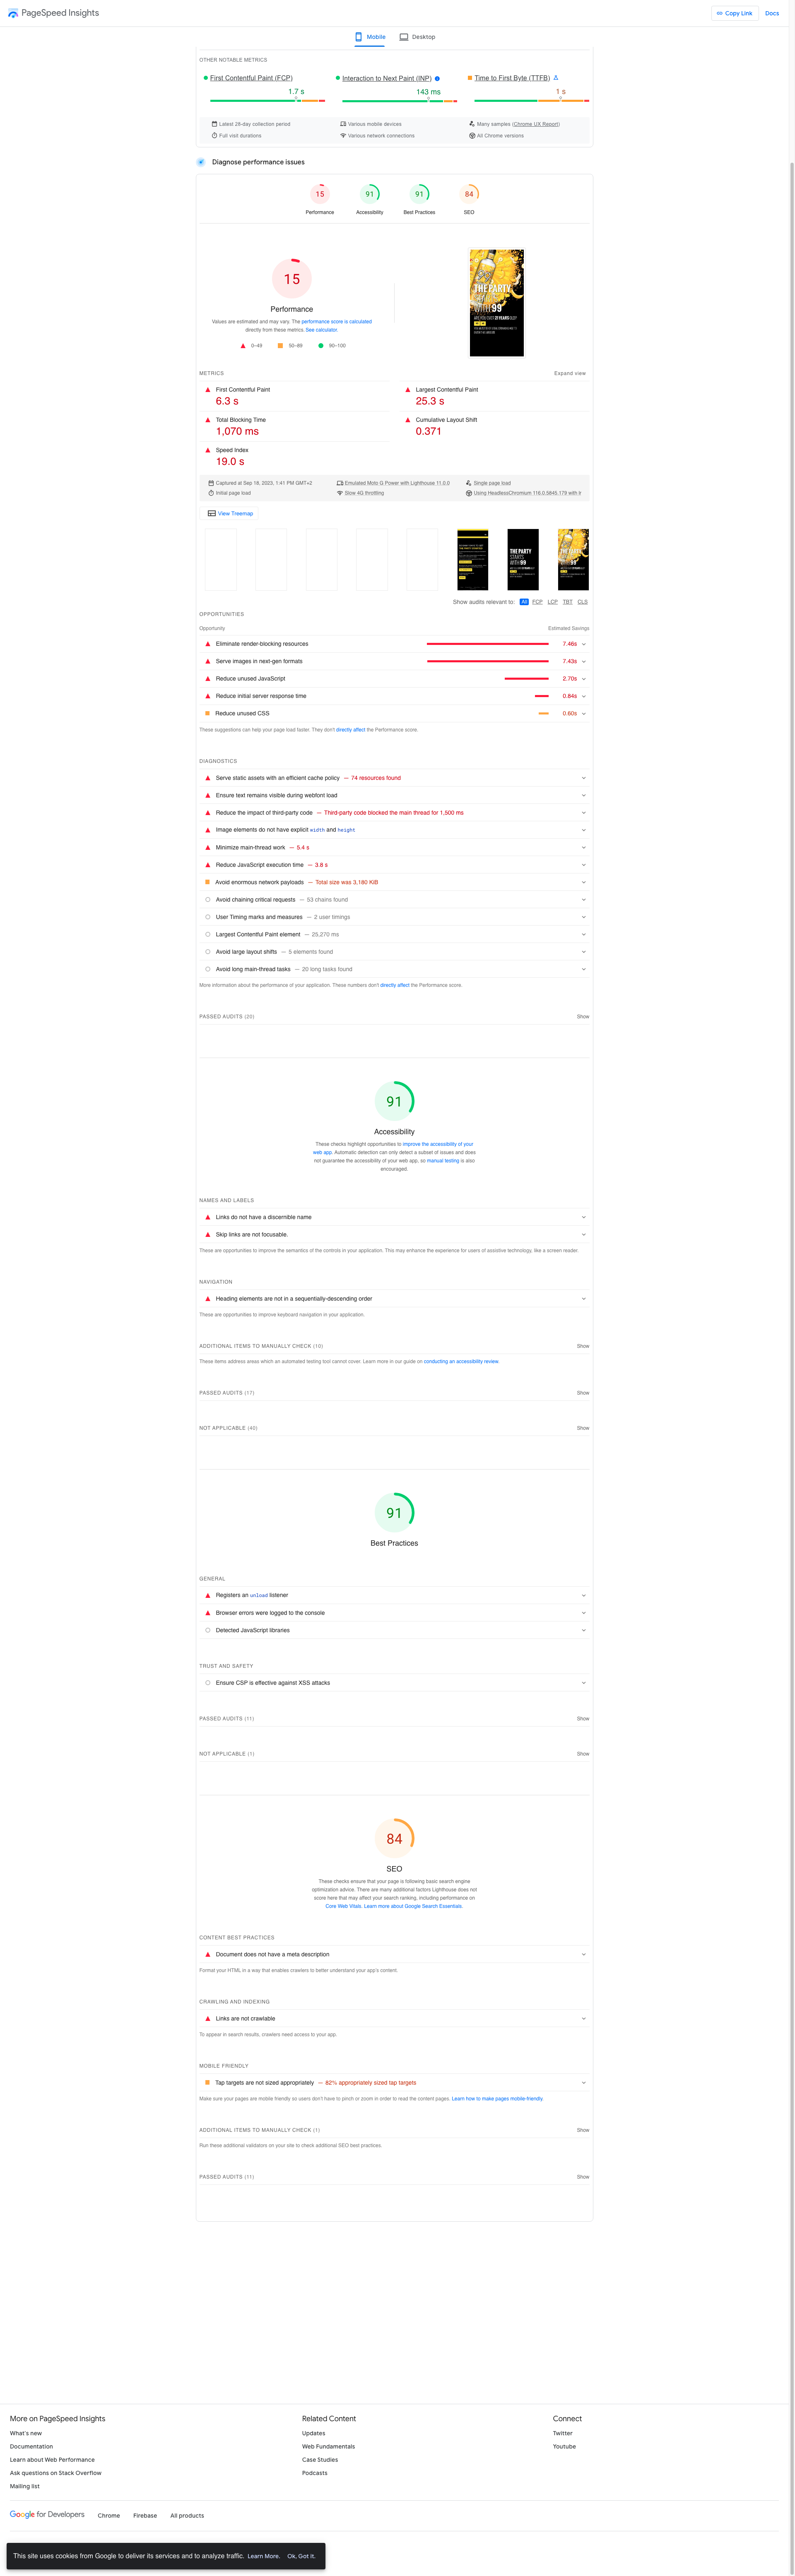 PageSpeed Insights
Copy Link
Docs
Mobile
Desktop
OTHER NOTABLE METRICS
First Contentful Paint (FCP)
1.7 s
Interaction to Next Paint (INP)
143 ms
Time to First Byte (TTFB)
1 s
Latest 28-day collection period
Various mobile devices
Many samples (Chrome UX Report)
Full visit durations
Various network connections
All Chrome versions
Diagnose performance issues
15
91
91
84
Performance
Accessibility
Best Practices
SEO
15
Performance
Values are estimated and may vary. The performance score is calculated
directly from these metrics. See calculator.
0–49
50–89
90–100
THE PARTY
WITH 99
METRICS
Expand view
First Contentful Paint
6.3 s
Largest Contentful Paint
25.3 s
Total Blocking Time
1,070 ms
Cumulative Layout Shift
0.371
Speed Index
19.0 s
Captured at Sep 18, 2023, 1:41 PM GMT+2
Emulated Moto G Power with Lighthouse 11.0.0
Single page load
Initial page load
Slow 4G throttling
Using HeadlessChromium 116.0.5845.179 with lr
View Treemap
THE PARTY
STARTS
WITH 99
THE PARTY
WITH 99
Show audits relevant to:
All
FCP
LCP
TBT
CLS
OPPORTUNITIES
Opportunity
Estimated Savings
Eliminate render-blocking resources
7.46s
Serve images in next-gen formats
7.43s
Reduce unused JavaScript
2.70s
Reduce initial server response time
0.84s
Reduce unused CSS
0.60s
These suggestions can help your page load faster. They don't directly affect the Performance score.
DIAGNOSTICS
Serve static assets with an efficient cache policy — 74 resources found
Ensure text remains visible during webfont load
Reduce the impact of third-party code — Third-party code blocked the main thread for 1,500 ms
Image elements do not have explicit width and height
Minimize main-thread work — 5.4 s
Reduce JavaScript execution time — 3.8 s
Avoid enormous network payloads — Total size was 3,180 KiB
Avoid chaining critical requests — 53 chains found
User Timing marks and measures — 2 user timings
Largest Contentful Paint element — 25,270 ms
Avoid large layout shifts — 5 elements found
Avoid long main-thread tasks — 20 long tasks found
More information about the performance of your application. These numbers don't directly affect the Performance score.
PASSED AUDITS (20)
Show
91
Accessibility
These checks highlight opportunities to improve the accessibility of your
web app. Automatic detection can only detect a subset of issues and does
not guarantee the accessibility of your web app, so manual testing is also
encouraged.
NAMES AND LABELS
Links do not have a discernible name
Skip links are not focusable.
These are opportunities to improve the semantics of the controls in your application. This may enhance the experience for users of assistive technology, like a screen reader.
NAVIGATION
Heading elements are not in a sequentially-descending order
These are opportunities to improve keyboard navigation in your application.
ADDITIONAL ITEMS TO MANUALLY CHECK (10)
Show
These items address areas which an automated testing tool cannot cover. Learn more in our guide on conducting an accessibility review.
PASSED AUDITS (17)
Show
NOT APPLICABLE (40)
Show
91
Best Practices
GENERAL
Registers an unload listener
Browser errors were logged to the console
Detected JavaScript libraries
TRUST AND SAFETY
Ensure CSP is effective against XSS attacks
PASSED AUDITS (11)
Show
NOT APPLICABLE (1)
Show
84
SEO
These checks ensure that your page is following basic search engine
optimization advice. There are many additional factors Lighthouse does not
score here that may affect your search ranking, including performance on
Core Web Vitals. Learn more about Google Search Essentials.
CONTENT BEST PRACTICES
Document does not have a meta description
Format your HTML in a way that enables crawlers to better understand your app's content.
CRAWLING AND INDEXING
Links are not crawlable
To appear in search results, crawlers need access to your app.
MOBILE FRIENDLY
Tap targets are not sized appropriately — 82% appropriately sized tap targets
Make sure your pages are mobile friendly so users don't have to pinch or zoom in order to read the content pages. Learn how to make pages mobile-friendly.
ADDITIONAL ITEMS TO MANUALLY CHECK (1)
Show
Run these additional validators on your site to check additional SEO best practices.
PASSED AUDITS (11)
Show
More on PageSpeed Insights
What's new
Documentation
Learn about Web Performance
Ask questions on Stack Overflow
Mailing list
Related Content
Updates
Web Fundamentals
Case Studies
Podcasts
Connect
Twitter
Youtube
Google for Developers
Chrome
Firebase
All products
This site uses cookies from Google to deliver its services and to analyze traffic. Learn More. Ok, Got it.